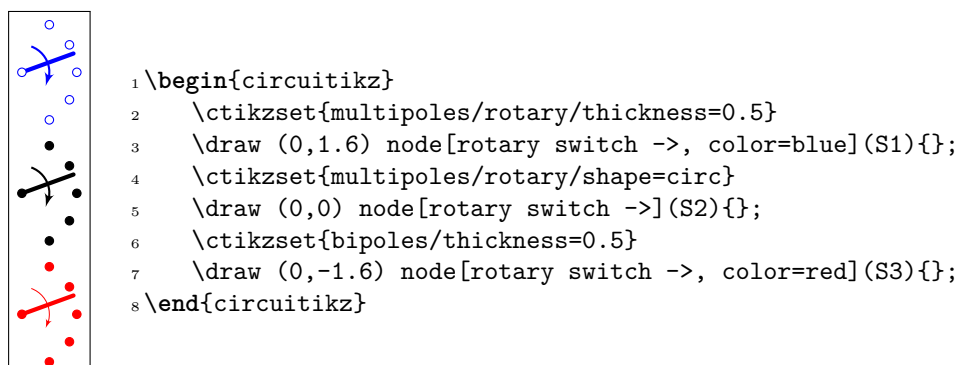 1 \begin{circuitikz}
2     \ctikzset{multipoles/rotary/thickness=0.5}
3     \draw (0,1.6) node[rotary switch ->, color=blue](S1){};
4     \ctikzset{multipoles/rotary/shape=circ}
5     \draw (0,0) node[rotary switch ->](S2){};
6     \ctikzset{bipoles/thickness=0.5}
7     \draw (0,-1.6) node[rotary switch ->, color=red](S3){};
8 \end{circuitikz}